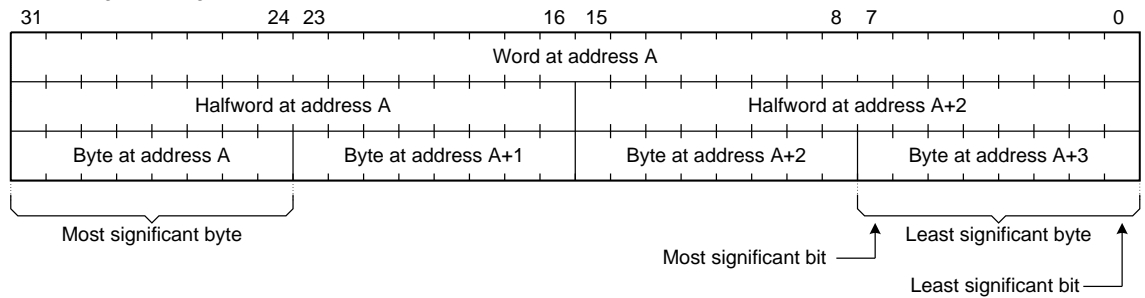 31 24 23 16 15 8 7 0
Word at address A
Halfword at address A Halfword at address A+2
Byte at address A Byte at address A+1 Byte at address A+2 Byte at address A+3
Most significant byte Least significant byte
Most significant bit
Least significant bit